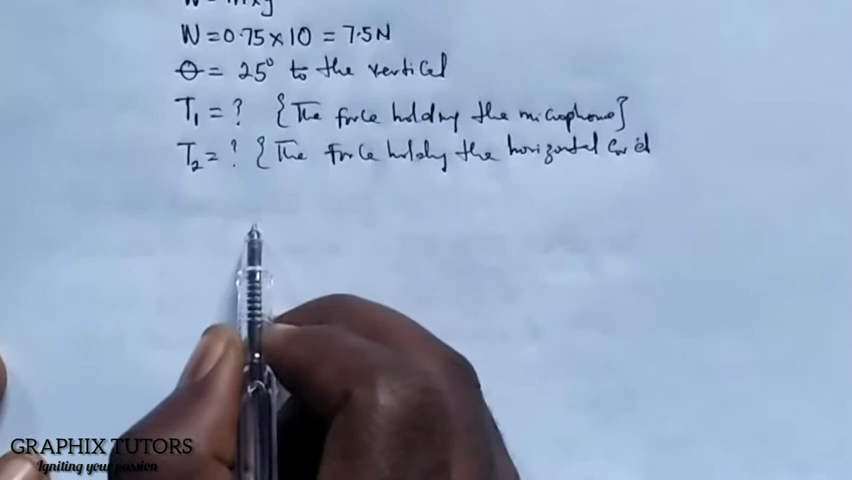 W = m×g
W = 0.75×10 = 7.5N
θ = 25° to the vertical
T₁ = ? {The force holding the microphone}
T₂ = ? {The force holding the horizontal cord
GRAPHIX TUTORS
Igniting your passion